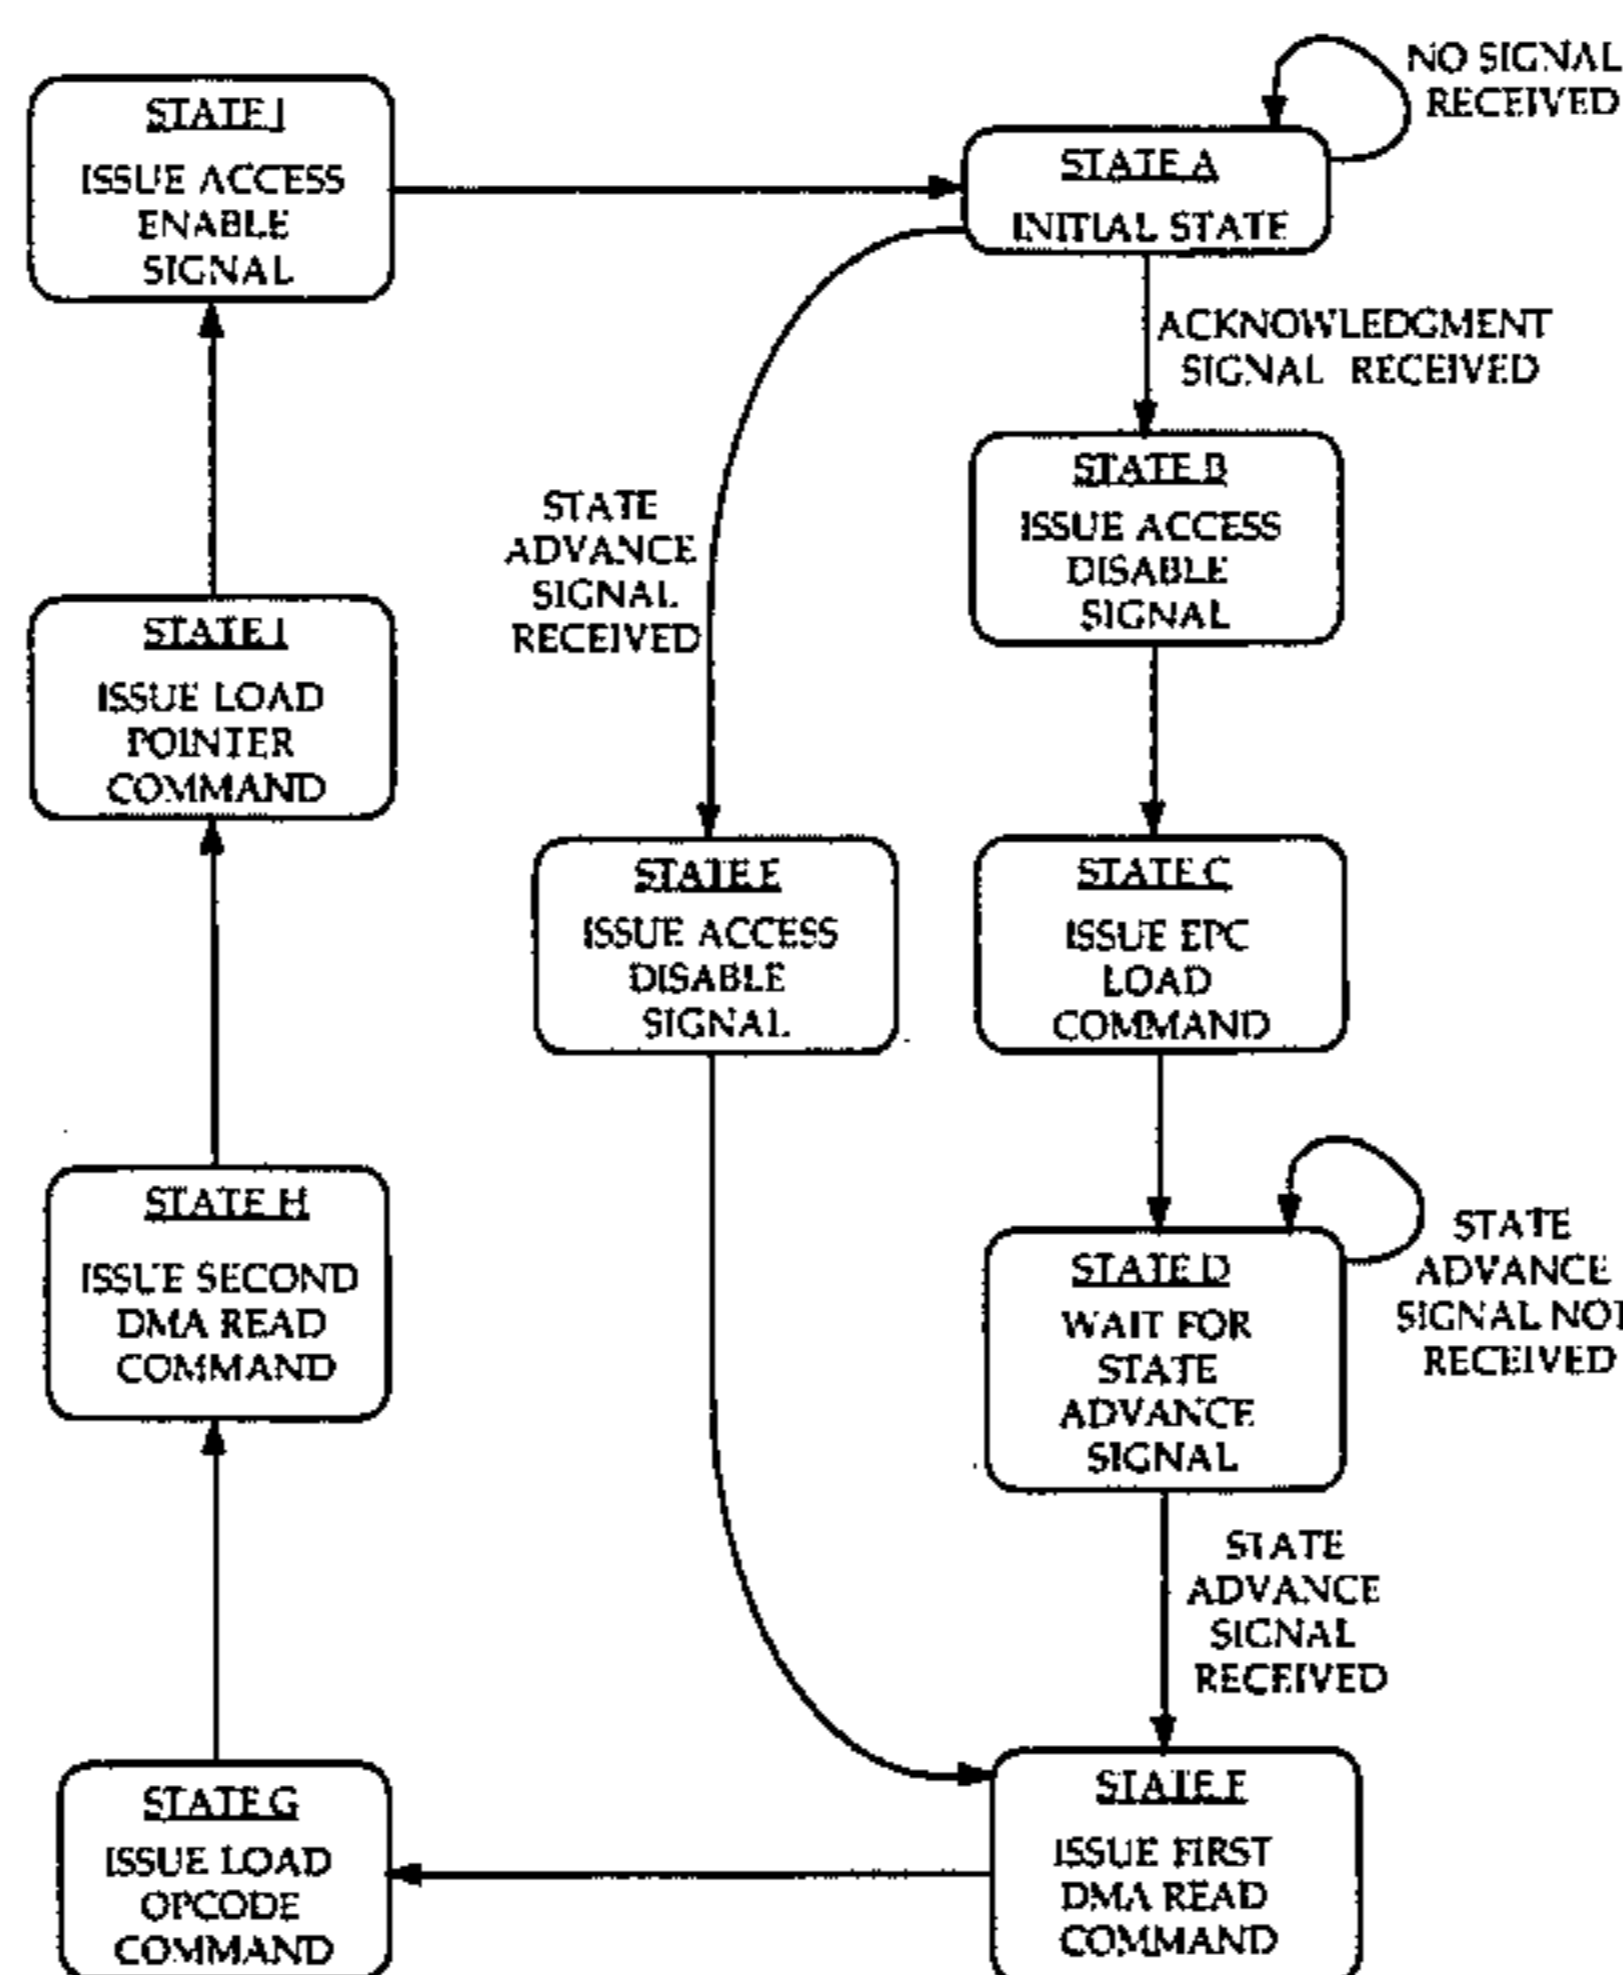 NO SIGNAL
RECEIVED
STATE J
ISSUE ACCESS
ENABLE
SIGNAL
STATE A
INITIAL STATE
ACKNOWLEDGMENT
SIGNAL RECEIVED
STATE B
ISSUE ACCESS
DISABLE
SIGNAL
STATE
ADVANCE
SIGNAL
RECEIVED
STATE I
ISSUE LOAD
POINTER
COMMAND
STATE E
ISSUE ACCESS
DISABLE
SIGNAL
STATE C
ISSUE EPC
LOAD
COMMAND
STATE H
ISSUE SECOND
DMA READ
COMMAND
STATE D
WAIT FOR
STATE
ADVANCE
SIGNAL
STATE
ADVANCE
SIGNAL NOT
RECEIVED
STATE
ADVANCE
SIGNAL
RECEIVED
STATE G
ISSUE LOAD
OPCODE
COMMAND
STATE F
ISSUE FIRST
DMA READ
COMMAND